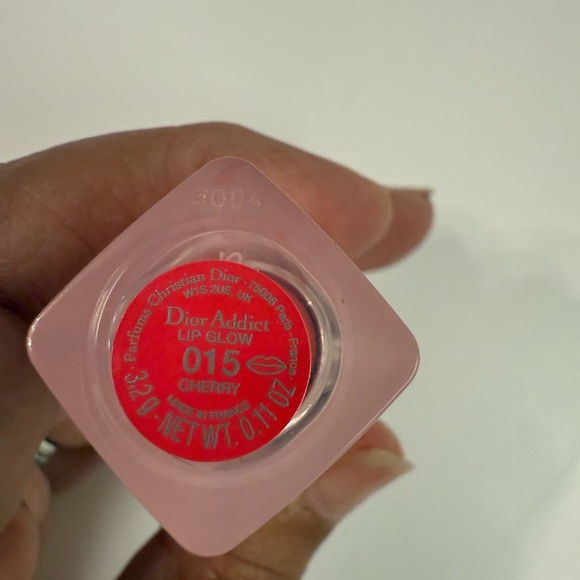 3G04
Parfums Christian Dior · 75008 Paris · France ·
W1S 2UE, UK
Dior Addict
LIP GLOW
015
CHERRY
MADE IN FRANCE
3,2 g · NET WT. 0.11 OZ